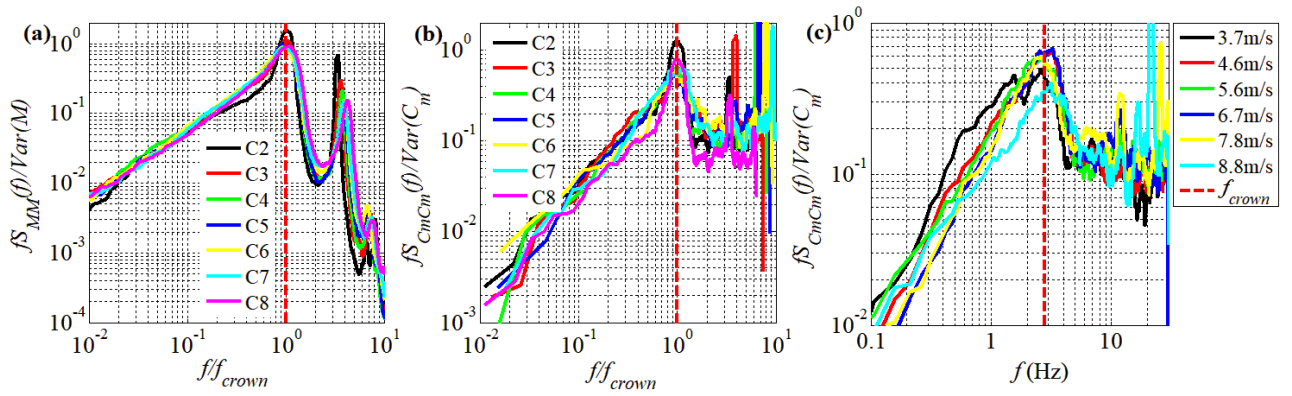 (a)
10^0
10^-1
10^-2
10^-3
10^-4
fS_MM(f)/Var(M)
C2
C3
C4
C5
C6
C7
C8
10^-2
10^-1
10^0
10^1
f/f_crown
(b)
10^0
10^-1
10^-2
10^-3
fS_CmCm(f)/Var(C_m)
C2
C3
C4
C5
C6
C7
C8
10^-2
10^-1
10^0
10^1
f/f_crown
(c)
10^0
10^-1
10^-2
fS_CmCm(f)/Var(C_m)
0.1
1
10
f (Hz)
3.7m/s
4.6m/s
5.6m/s
6.7m/s
7.8m/s
8.8m/s
f_crown